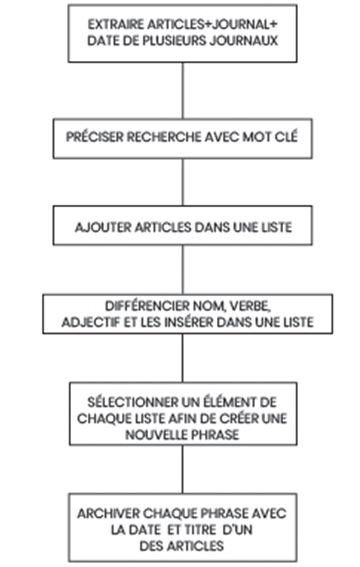 EXTRAIRE ARTICLES+JOURNAL+
DATE DE PLUSIEURS JOURNAUX
PRÉCISER RECHERCHE AVEC MOT CLÉ
AJOUTER ARTICLES DANS UNE LISTE
DIFFÉRENCIER NOM, VERBE,
ADJECTIF ET LES INSÉRER DANS UNE LISTE
SÉLECTIONNER UN ÉLÉMENT DE
CHAQUE LISTE AFIN DE CRÉER UNE
NOUVELLE PHRASE
ARCHIVER CHAQUE PHRASE AVEC
LA DATE ET TITRE D'UN
DES ARTICLES